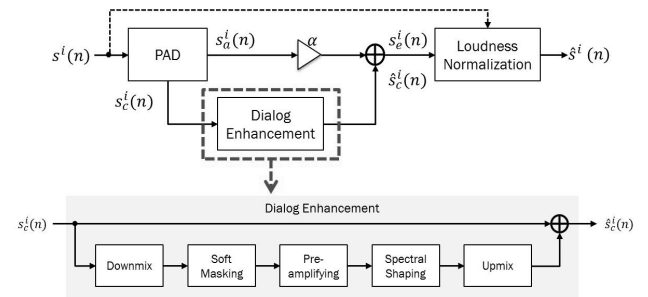 s^i(n)
PAD
s_a^i(n)
α
s_e^i(n)
Loudness
Normalization
ŝ^i (n)
s_c^i(n)
Dialog
Enhancement
ŝ_c^i(n)
Dialog Enhancement
s_c^i(n)
ŝ_c^i(n)
Downmix
Soft
Masking
Pre-
amplifying
Spectral
Shaping
Upmix